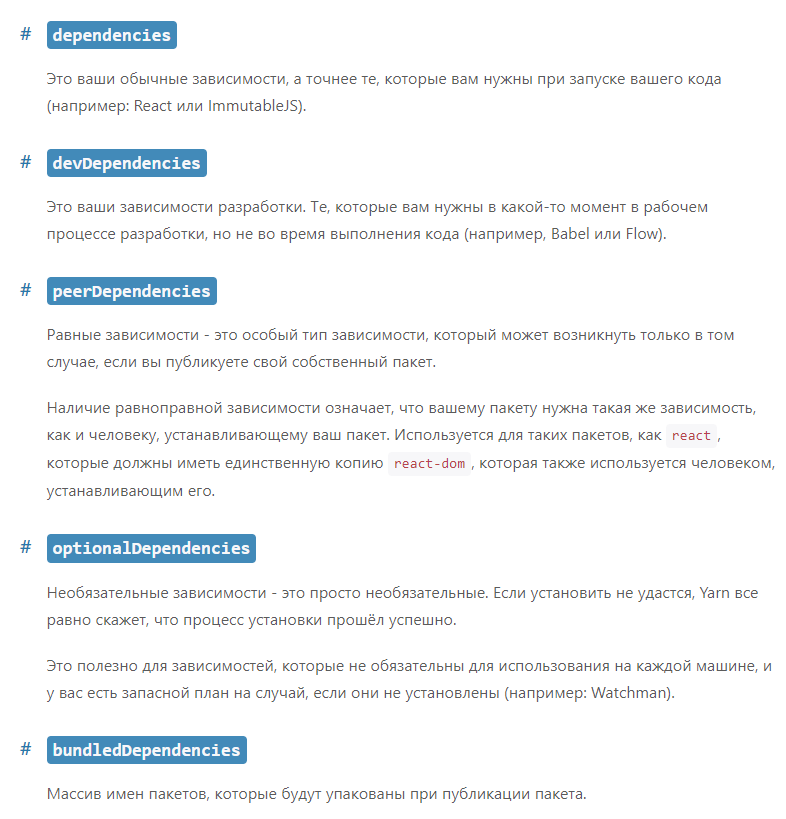 # dependencies
Это ваши обычные зависимости, а точнее те, которые вам нужны при запуске вашего кода
(например: React или ImmutableJS).
# devDependencies
Это ваши зависимости разработки. Те, которые вам нужны в какой-то момент в рабочем
процессе разработки, но не во время выполнения кода (например, Babel или Flow).
# peerDependencies
Равные зависимости - это особый тип зависимости, который может возникнуть только в том
случае, если вы публикуете свой собственный пакет.
Наличие равноправной зависимости означает, что вашему пакету нужна такая же зависимость,
как и человеку, устанавливающему ваш пакет. Используется для таких пакетов, как react,
которые должны иметь единственную копию react-dom, которая также используется человеком,
устанавливающим его.
# optionalDependencies
Необязательные зависимости - это просто необязательные. Если установить не удастся, Yarn все
равно скажет, что процесс установки прошёл успешно.
Это полезно для зависимостей, которые не обязательны для использования на каждой машине, и
у вас есть запасной план на случай, если они не установлены (например: Watchman).
# bundledDependencies
Массив имен пакетов, которые будут упакованы при публикации пакета.